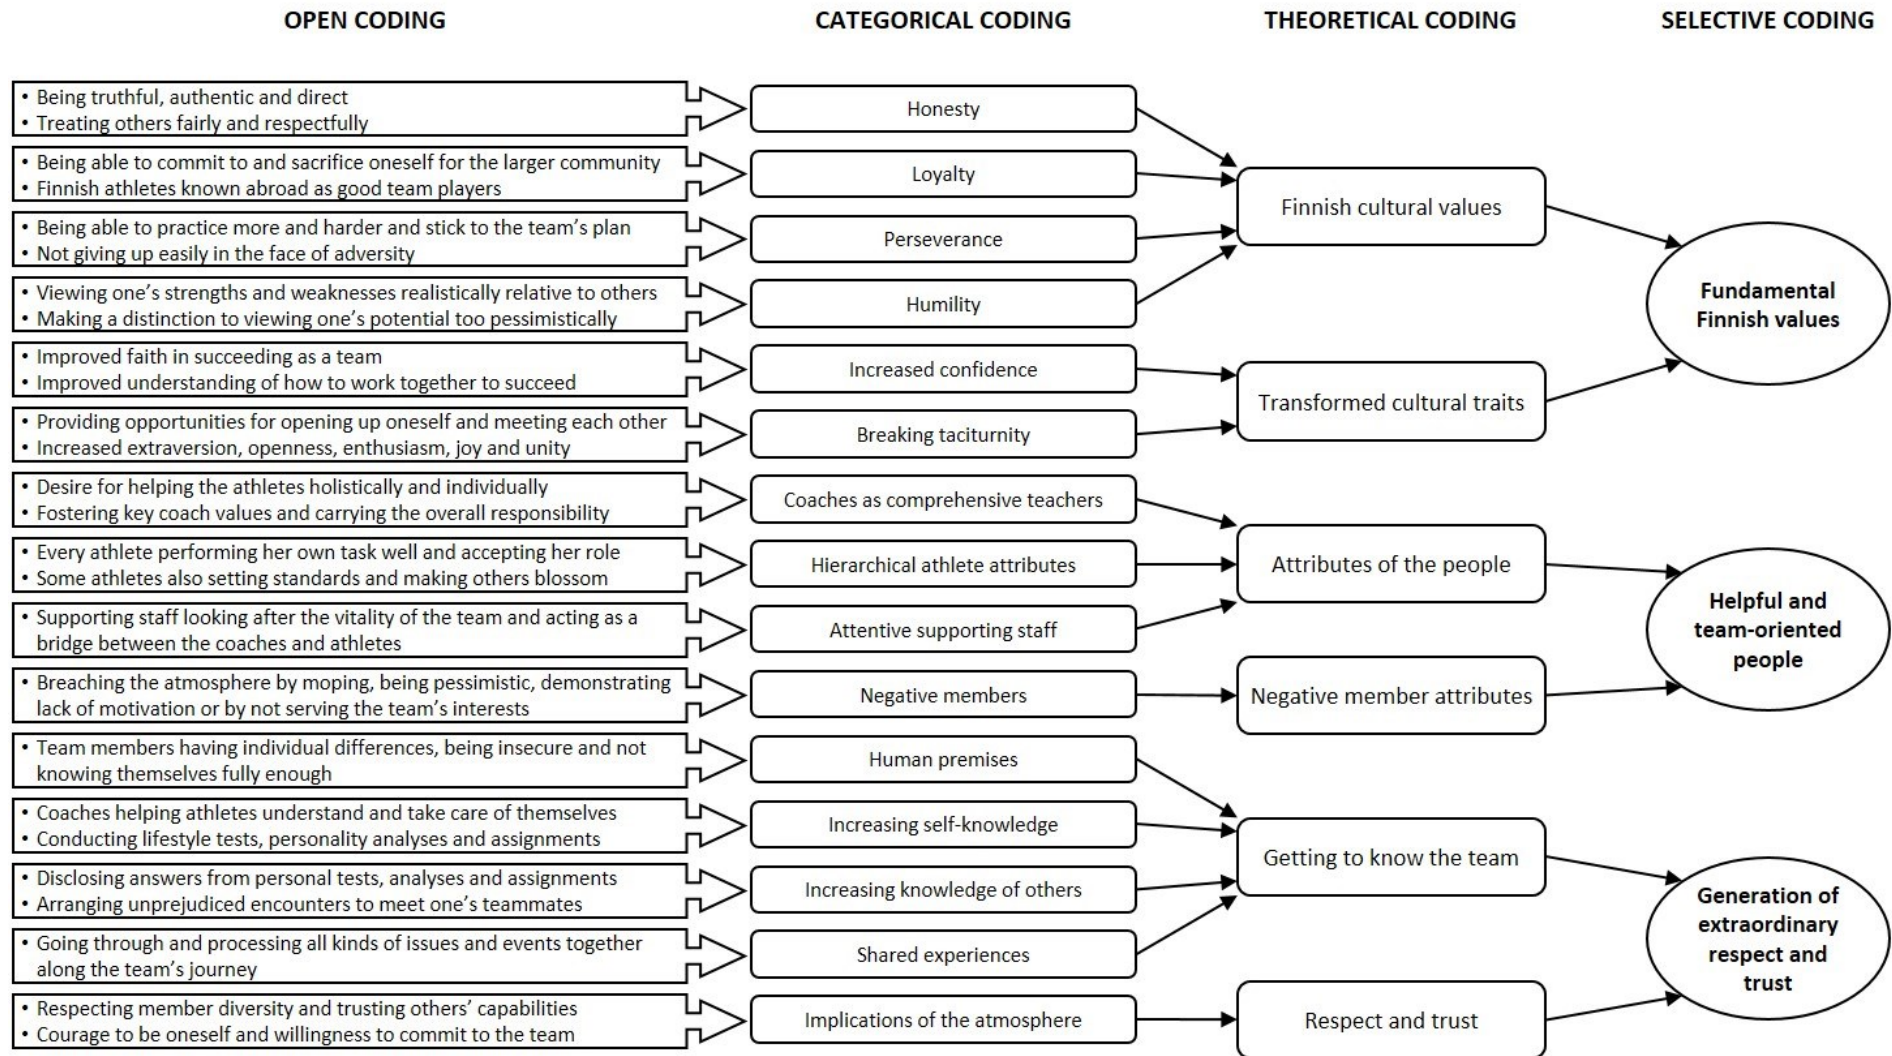 OPEN CODING
CATEGORICAL CODING
THEORETICAL CODING
SELECTIVE CODING
• Being truthful, authentic and direct
• Treating others fairly and respectfully
• Being able to commit to and sacrifice oneself for the larger community
• Finnish athletes known abroad as good team players
• Being able to practice more and harder and stick to the team’s plan
• Not giving up easily in the face of adversity
• Viewing one’s strengths and weaknesses realistically relative to others
• Making a distinction to viewing one’s potential too pessimistically
• Improved faith in succeeding as a team
• Improved understanding of how to work together to succeed
• Providing opportunities for opening up oneself and meeting each other
• Increased extraversion, openness, enthusiasm, joy and unity
• Desire for helping the athletes holistically and individually
• Fostering key coach values and carrying the overall responsibility
• Every athlete performing her own task well and accepting her role
• Some athletes also setting standards and making others blossom
• Supporting staff looking after the vitality of the team and acting as a
bridge between the coaches and athletes
• Breaching the atmosphere by moping, being pessimistic, demonstrating
lack of motivation or by not serving the team’s interests
• Team members having individual differences, being insecure and not
knowing themselves fully enough
• Coaches helping athletes understand and take care of themselves
• Conducting lifestyle tests, personality analyses and assignments
• Disclosing answers from personal tests, analyses and assignments
• Arranging unprejudiced encounters to meet one’s teammates
• Going through and processing all kinds of issues and events together
along the team’s journey
• Respecting member diversity and trusting others’ capabilities
• Courage to be oneself and willingness to commit to the team
Honesty
Loyalty
Perseverance
Humility
Increased confidence
Breaking taciturnity
Coaches as comprehensive teachers
Hierarchical athlete attributes
Attentive supporting staff
Negative members
Human premises
Increasing self-knowledge
Increasing knowledge of others
Shared experiences
Implications of the atmosphere
Finnish cultural values
Transformed cultural traits
Attributes of the people
Negative member attributes
Getting to know the team
Respect and trust
Fundamental
Finnish values
Helpful and
team-oriented
people
Generation of
extraordinary
respect and
trust